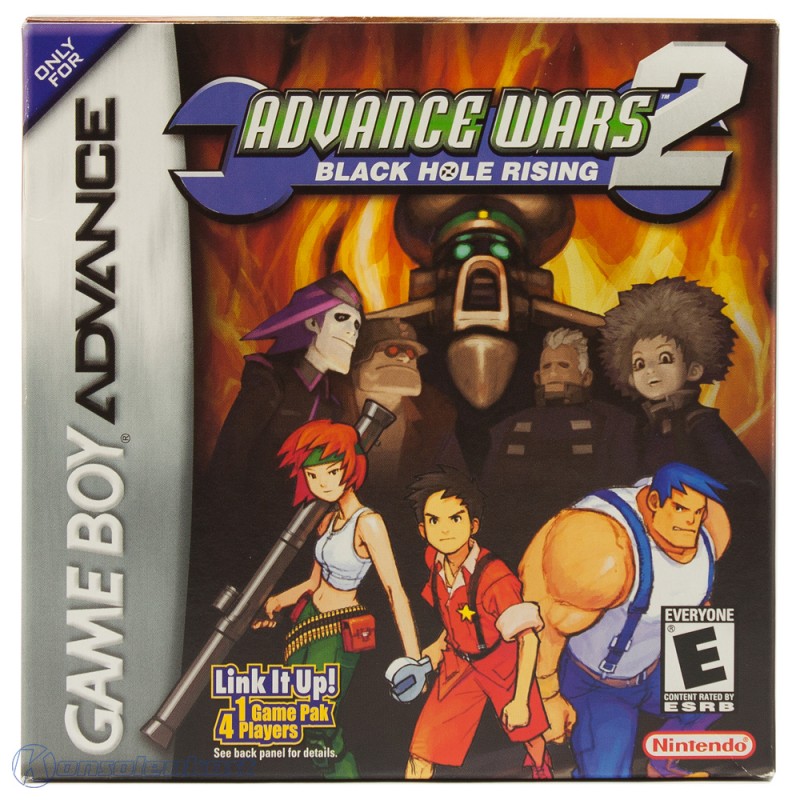 ONLY
FOR
GAME BOY ADVANCE
®
ADVANCE WARS 2
™
BLACK HOLE RISING
Link It Up!
1 Game Pak
4 Players
See back panel for details.
EVERYONE
®
E
CONTENT RATED BY
ESRB
Nintendo